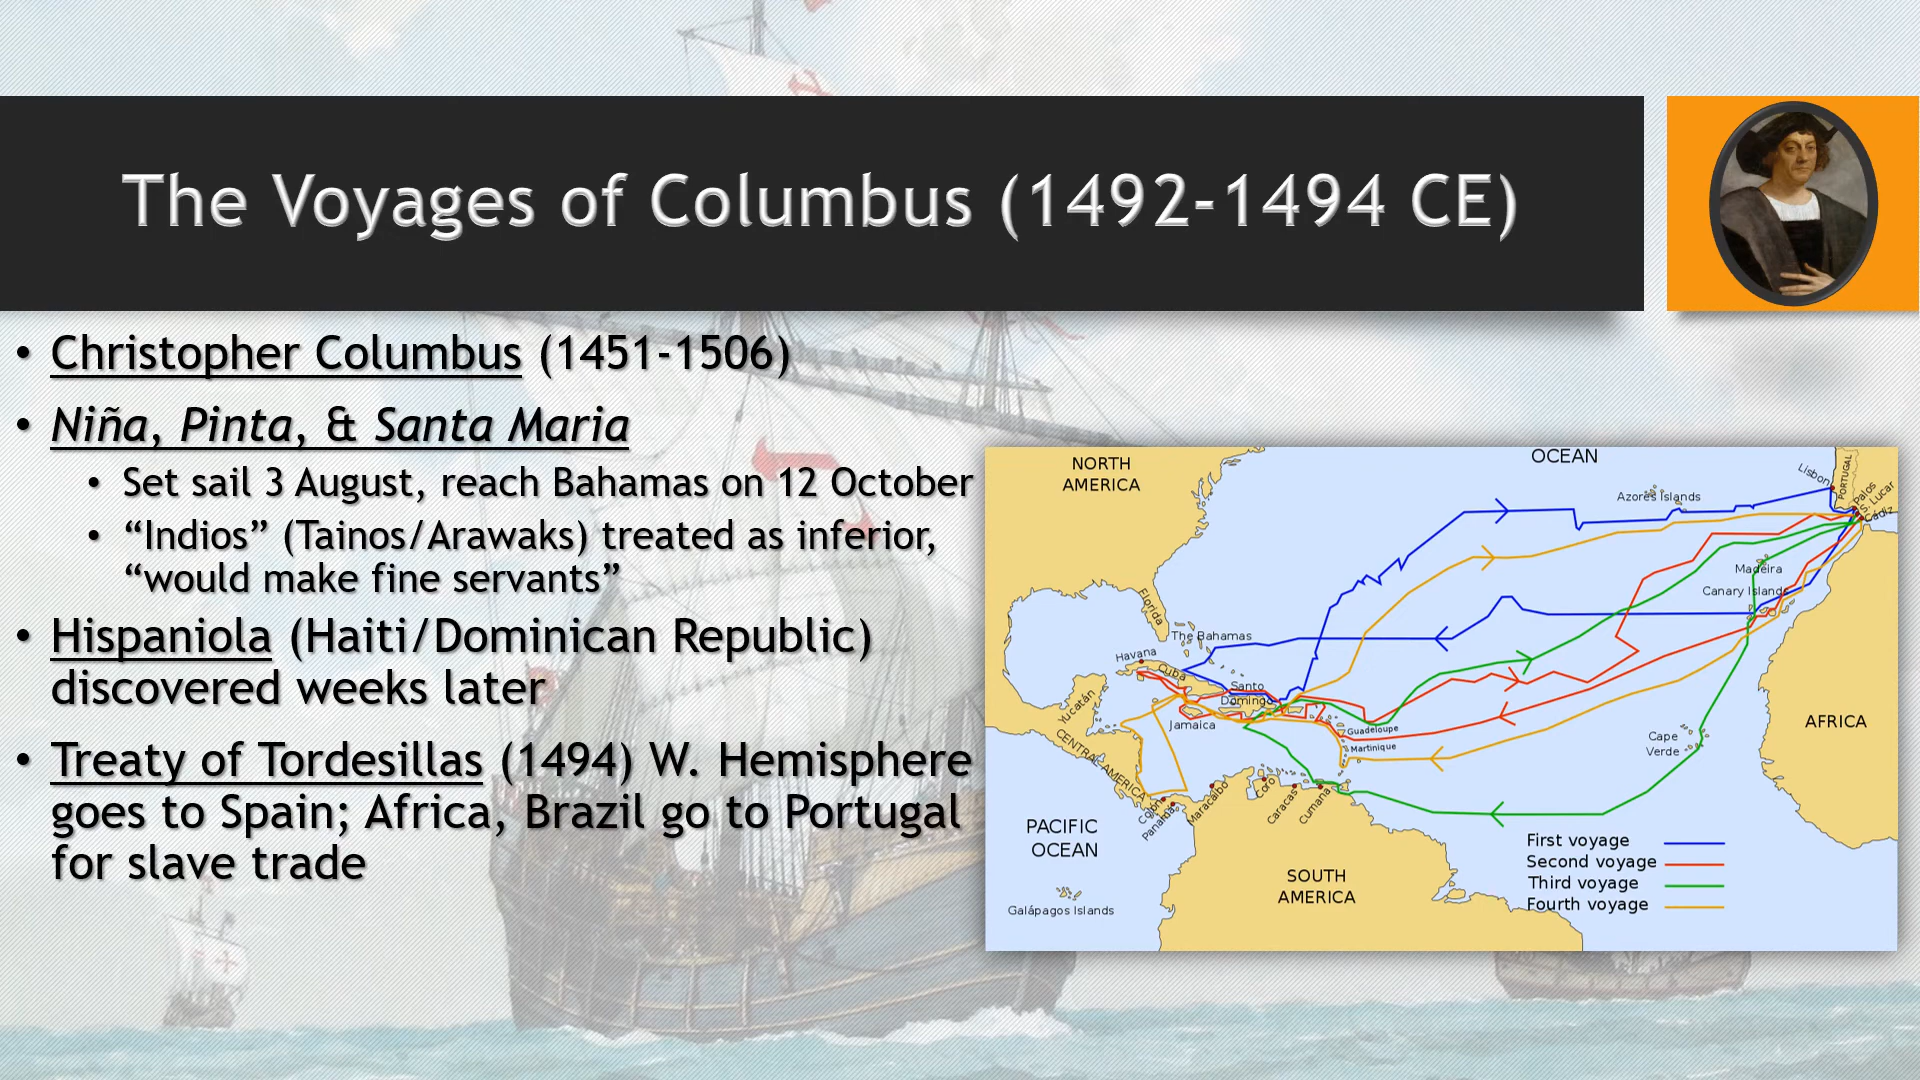 The Voyages of Columbus (1492-1494 CE)
• Christopher Columbus (1451-1506)
• Niña, Pinta, & Santa Maria
• Set sail 3 August, reach Bahamas on 12 October
• “Indios” (Tainos/Arawaks) treated as inferior,
“would make fine servants”
• Hispaniola (Haiti/Dominican Republic)
discovered weeks later
• Treaty of Tordesillas (1494) W. Hemisphere
goes to Spain; Africa, Brazil go to Portugal
for slave trade
OCEAN
NORTH
AMERICA
Lisbon
PORTUGAL
Palos
S. Lucar
Cádiz
Azores Islands
Madeira
Canary Islands
Florida
The Bahamas
Havana
Cuba
Santo
Domingo
Yucatán
Jamaica
Guadeloupe
Martinique
AFRICA
Cape
Verde
CENTRAL AMERICA
Colón
Panama
Maracaibo
Coro
Caracas
Cumana
PACIFIC
OCEAN
SOUTH
AMERICA
Galápagos Islands
First voyage
Second voyage
Third voyage
Fourth voyage